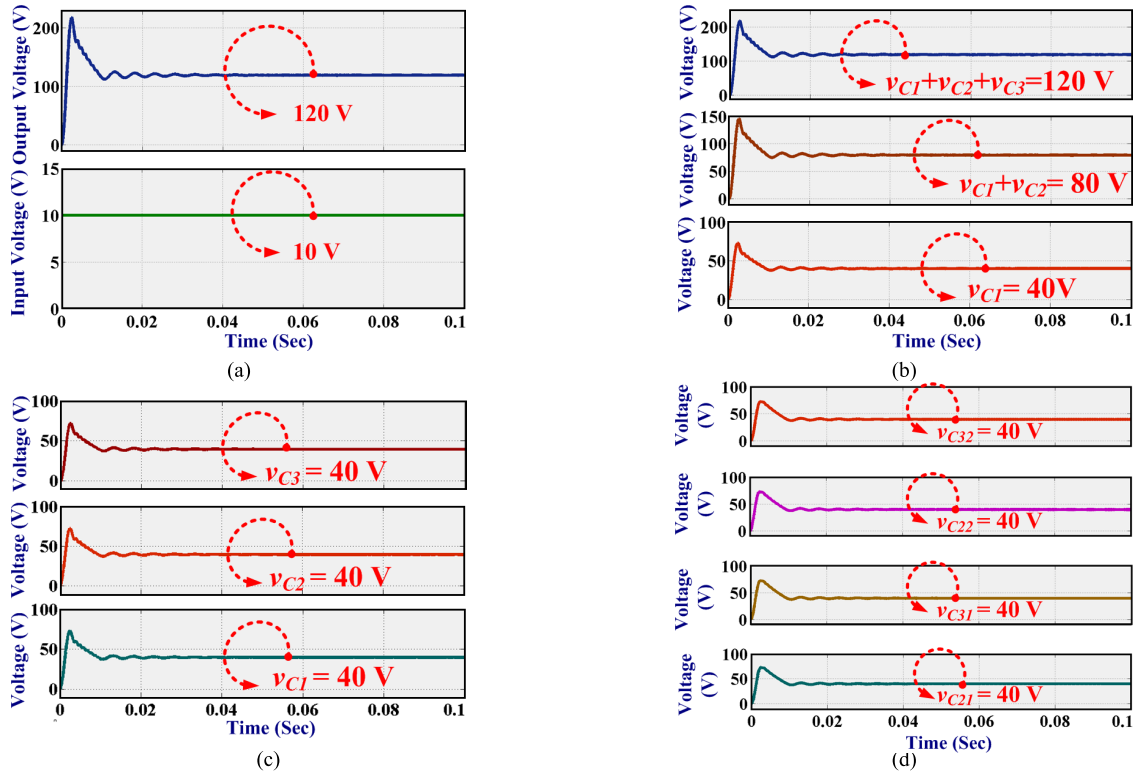 Output Voltage (V)
200
100
0
120 V
Input Voltage (V)
15
10
5
0
10 V
0
0.02
0.04
0.06
0.08
0.1
Time (Sec)
(a)
Voltage (V)
200
100
0
vC1+vC2+vC3=120 V
Voltage (V)
150
100
50
0
vC1+vC2= 80 V
Voltage (V)
100
50
0
vC1= 40V
0
0.02
0.04
0.06
0.08
0.1
Time (Sec)
(b)
Voltage (V)
100
50
0
vC3= 40 V
Voltage (V)
100
50
0
vC2 = 40 V
Voltage (V)
100
50
0
vC1 = 40 V
0
0.02
0.04
0.06
0.08
0.1
Time (Sec)
(c)
Voltage
(V)
100
50
0
vC32 = 40 V
Voltage
(V)
100
50
0
vC22 = 40 V
Voltage
(V)
100
50
0
vC31 = 40 V
Voltage
(V)
100
50
0
vC21 = 40 V
0
0.02
0.04
0.06
0.08
0.1
Time (Sec)
(d)